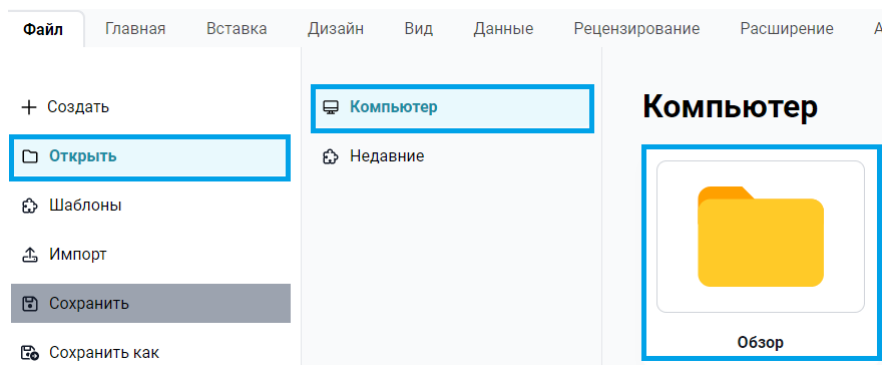 Файл Главная Вставка Дизайн Вид Данные Рецензирование Расширение
Создать
Открыть
Шаблоны
Импорт
Сохранить
Сохранить как
Компьютер
Недавние
Компьютер
Обзор